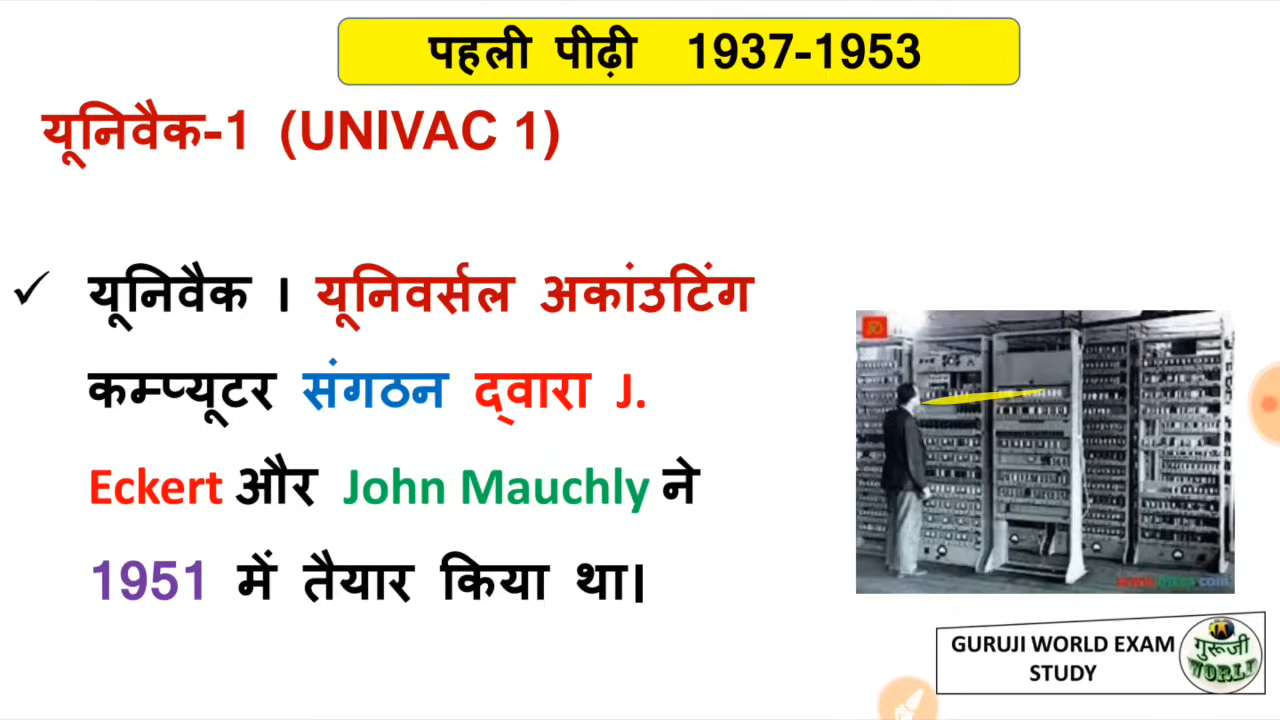 पहली पीढ़ी 1937-1953
यूनिवैक-1 (UNIVAC 1)
✓ यूनिवैक । यूनिवर्सल अकांउटिंग
कम्प्यूटर संगठन द्वारा J.
Eckert और John Mauchly ने
1951 में तैयार किया था।
GURUJI WORLD EXAM
STUDY
गुरूजी
WORLD